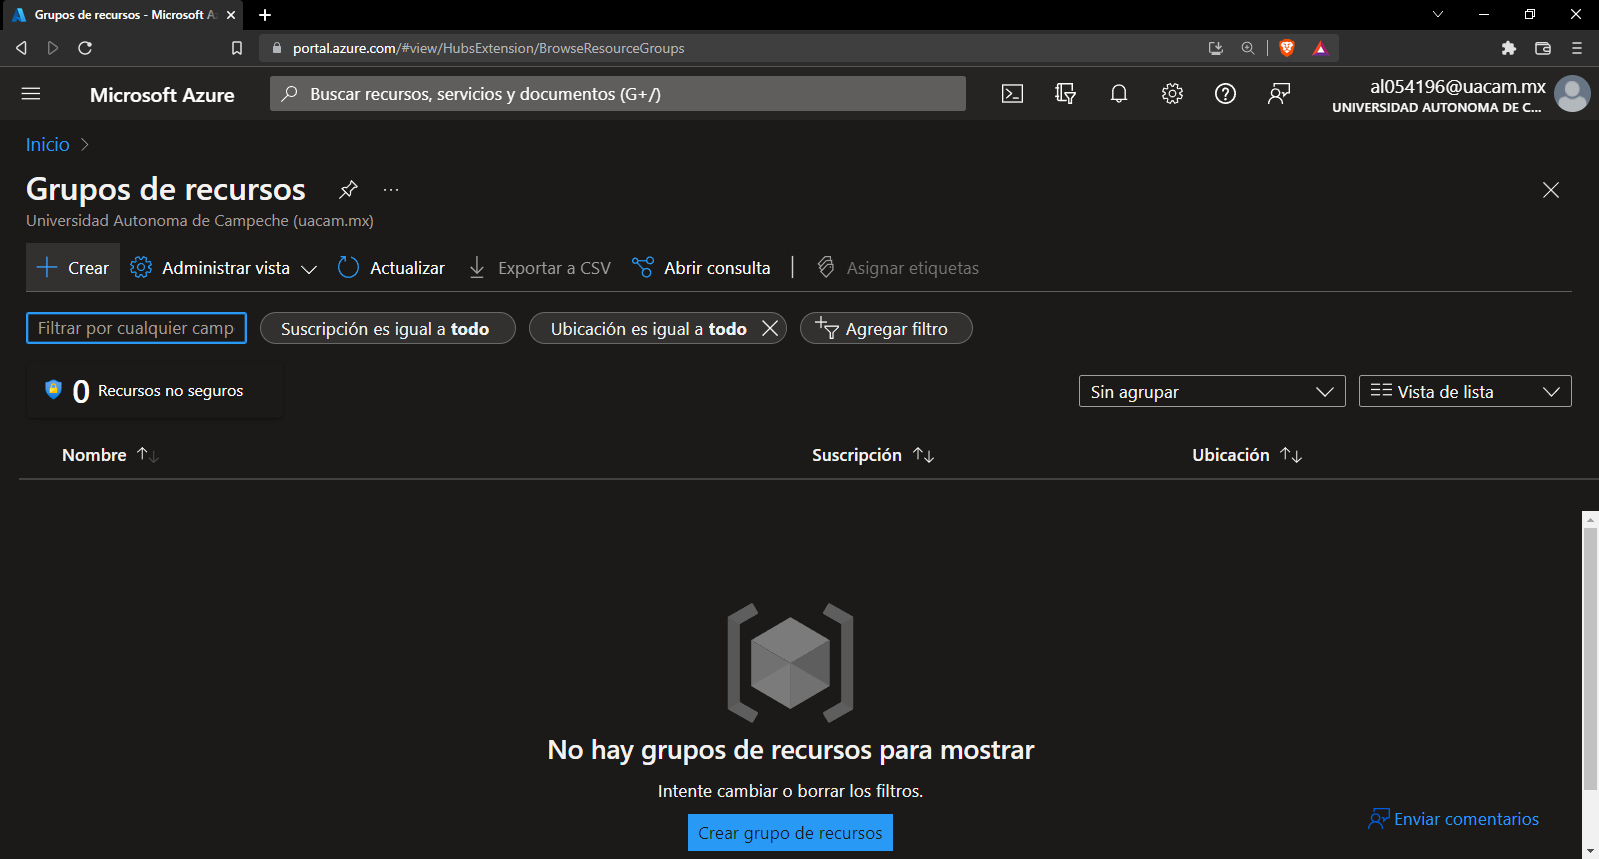 Grupos de recursos - Microsoft Az
portal.azure.com/#view/HubsExtension/BrowseResourceGroups
Microsoft Azure
Buscar recursos, servicios y documentos (G+/)
al054196@uacam.mx
UNIVERSIDAD AUTONOMA DE C...
Inicio
Grupos de recursos
Universidad Autonoma de Campeche (uacam.mx)
Crear
Administrar vista
Actualizar
Exportar a CSV
Abrir consulta
Asignar etiquetas
Filtrar por cualquier camp
Suscripción es igual a todo
Ubicación es igual a todo
Agregar filtro
0 Recursos no seguros
Sin agrupar
Vista de lista
Nombre
Suscripción
Ubicación
No hay grupos de recursos para mostrar
Intente cambiar o borrar los filtros.
Crear grupo de recursos
Enviar comentarios